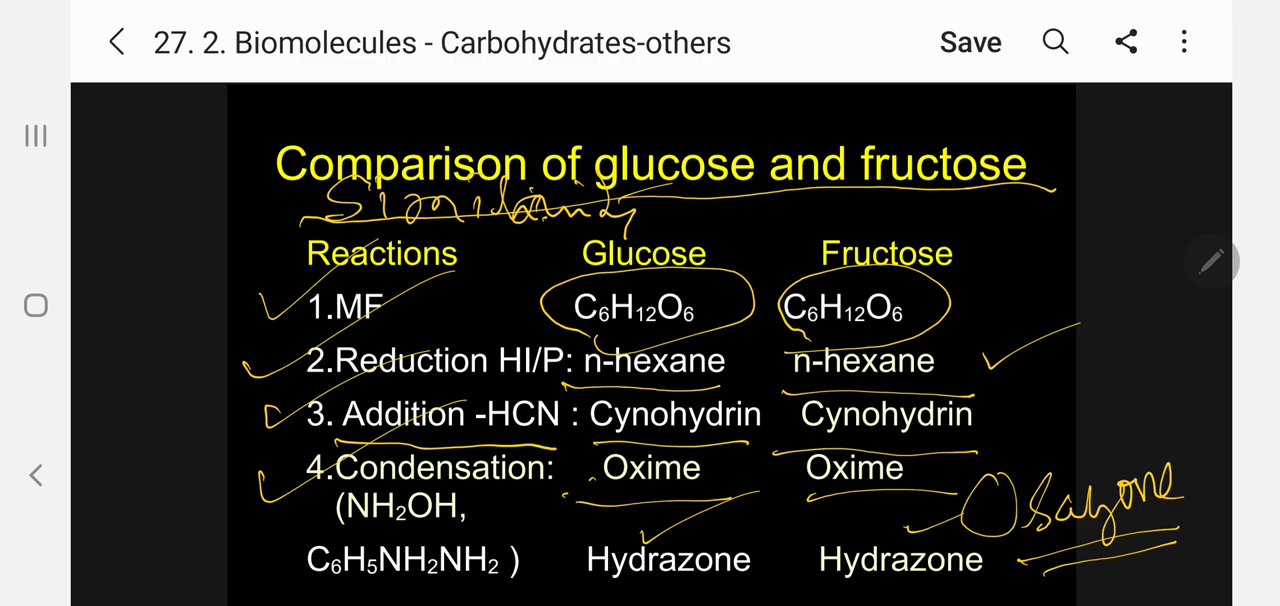 27. 2. Biomolecules - Carbohydrates-others Save
Comparison of glucose and fructose
Reactions Glucose Fructose
1.MF C₆H₁₂O₆ C₆H₁₂O₆
2.Reduction HI/P: n-hexane n-hexane
3. Addition -HCN : Cynohydrin Cynohydrin
4.Condensation: Oxime Oxime
(NH₂OH,
Osazone
C₆H₅NH₂NH₂ ) Hydrazone Hydrazone